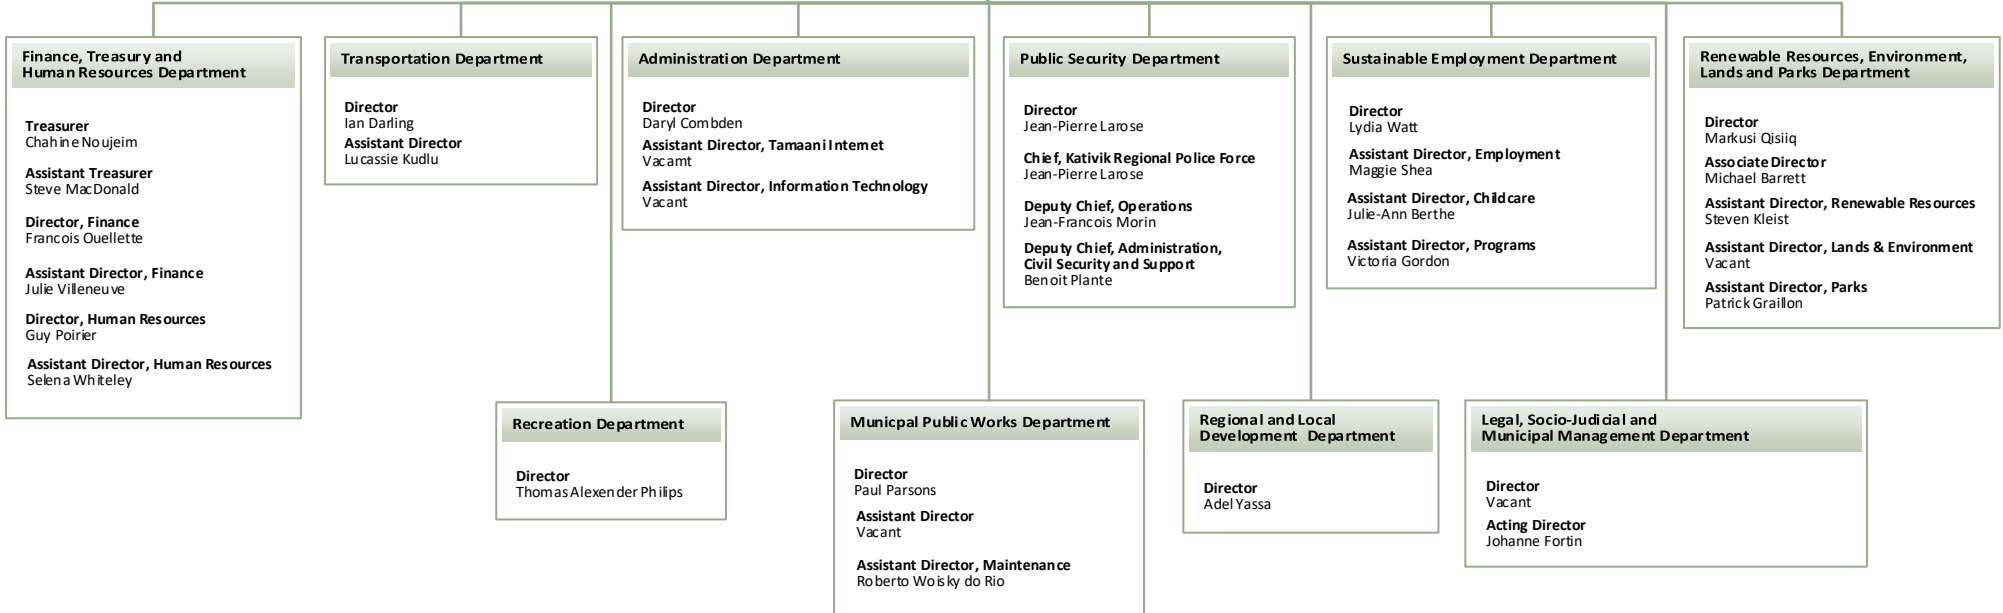 Finance, Treasury and
Human Resources Department
Treasurer
Chahine Noujeim
Assistant Treasurer
Steve MacDonald
Director, Finance
Francois Ouellette
Assistant Director, Finance
Julie Villeneuve
Director, Human Resources
Guy Poirier
Assistant Director, Human Resources
Selena Whiteley
Transportation Department
Director
Ian Darling
Assistant Director
Lucassie Kudlu
Administration Department
Director
Daryl Combden
Assistant Director, Tamaani Internet
Vacamt
Assistant Director, Information Technology
Vacant
Public Security Department
Director
Jean-Pierre Larose
Chief, Kativik Regional Police Force
Jean-Pierre Larose
Deputy Chief, Operations
Jean-Francois Morin
Deputy Chief, Administration,
Civil Security and Support
Benoit Plante
Sustainable Employment Department
Director
Lydia Watt
Assistant Director, Employment
Maggie Shea
Assistant Director, Childcare
Julie-Ann Berthe
Assistant Director, Programs
Victoria Gordon
Renewable Resources, Environment,
Lands and Parks Department
Director
Markusi Qisiiq
Associate Director
Michael Barrett
Assistant Director, Renewable Resources
Steven Kleist
Assistant Director, Lands & Environment
Vacant
Assistant Director, Parks
Patrick Graillon
Recreation Department
Director
Thomas Alexender Philips
Municpal Public Works Department
Director
Paul Parsons
Assistant Director
Vacant
Assistant Director, Maintenance
Roberto Woisky do Rio
Regional and Local
Development Department
Director
Adel Yassa
Legal, Socio-Judicial and
Municipal Management Department
Director
Vacant
Acting Director
Johanne Fortin